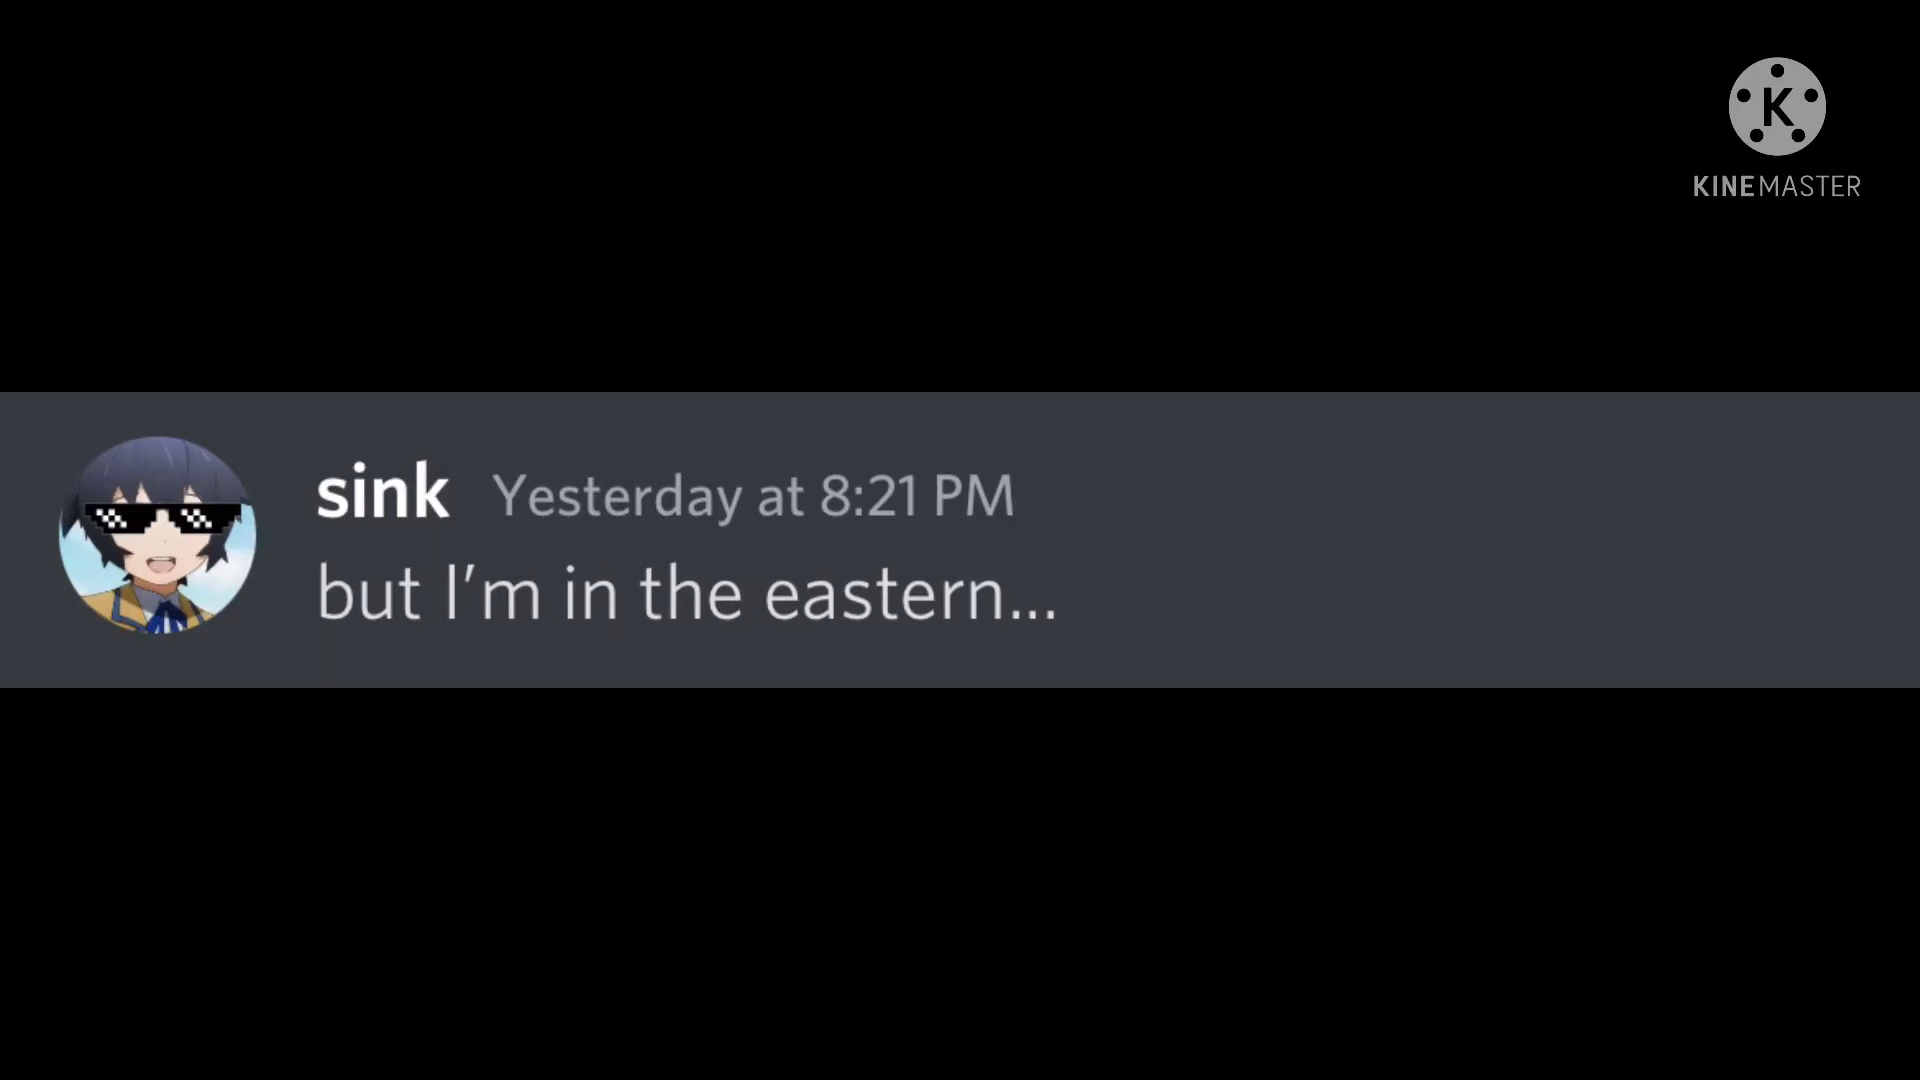 K
KINEMASTER
sink Yesterday at 8:21 PM
but I'm in the eastern...